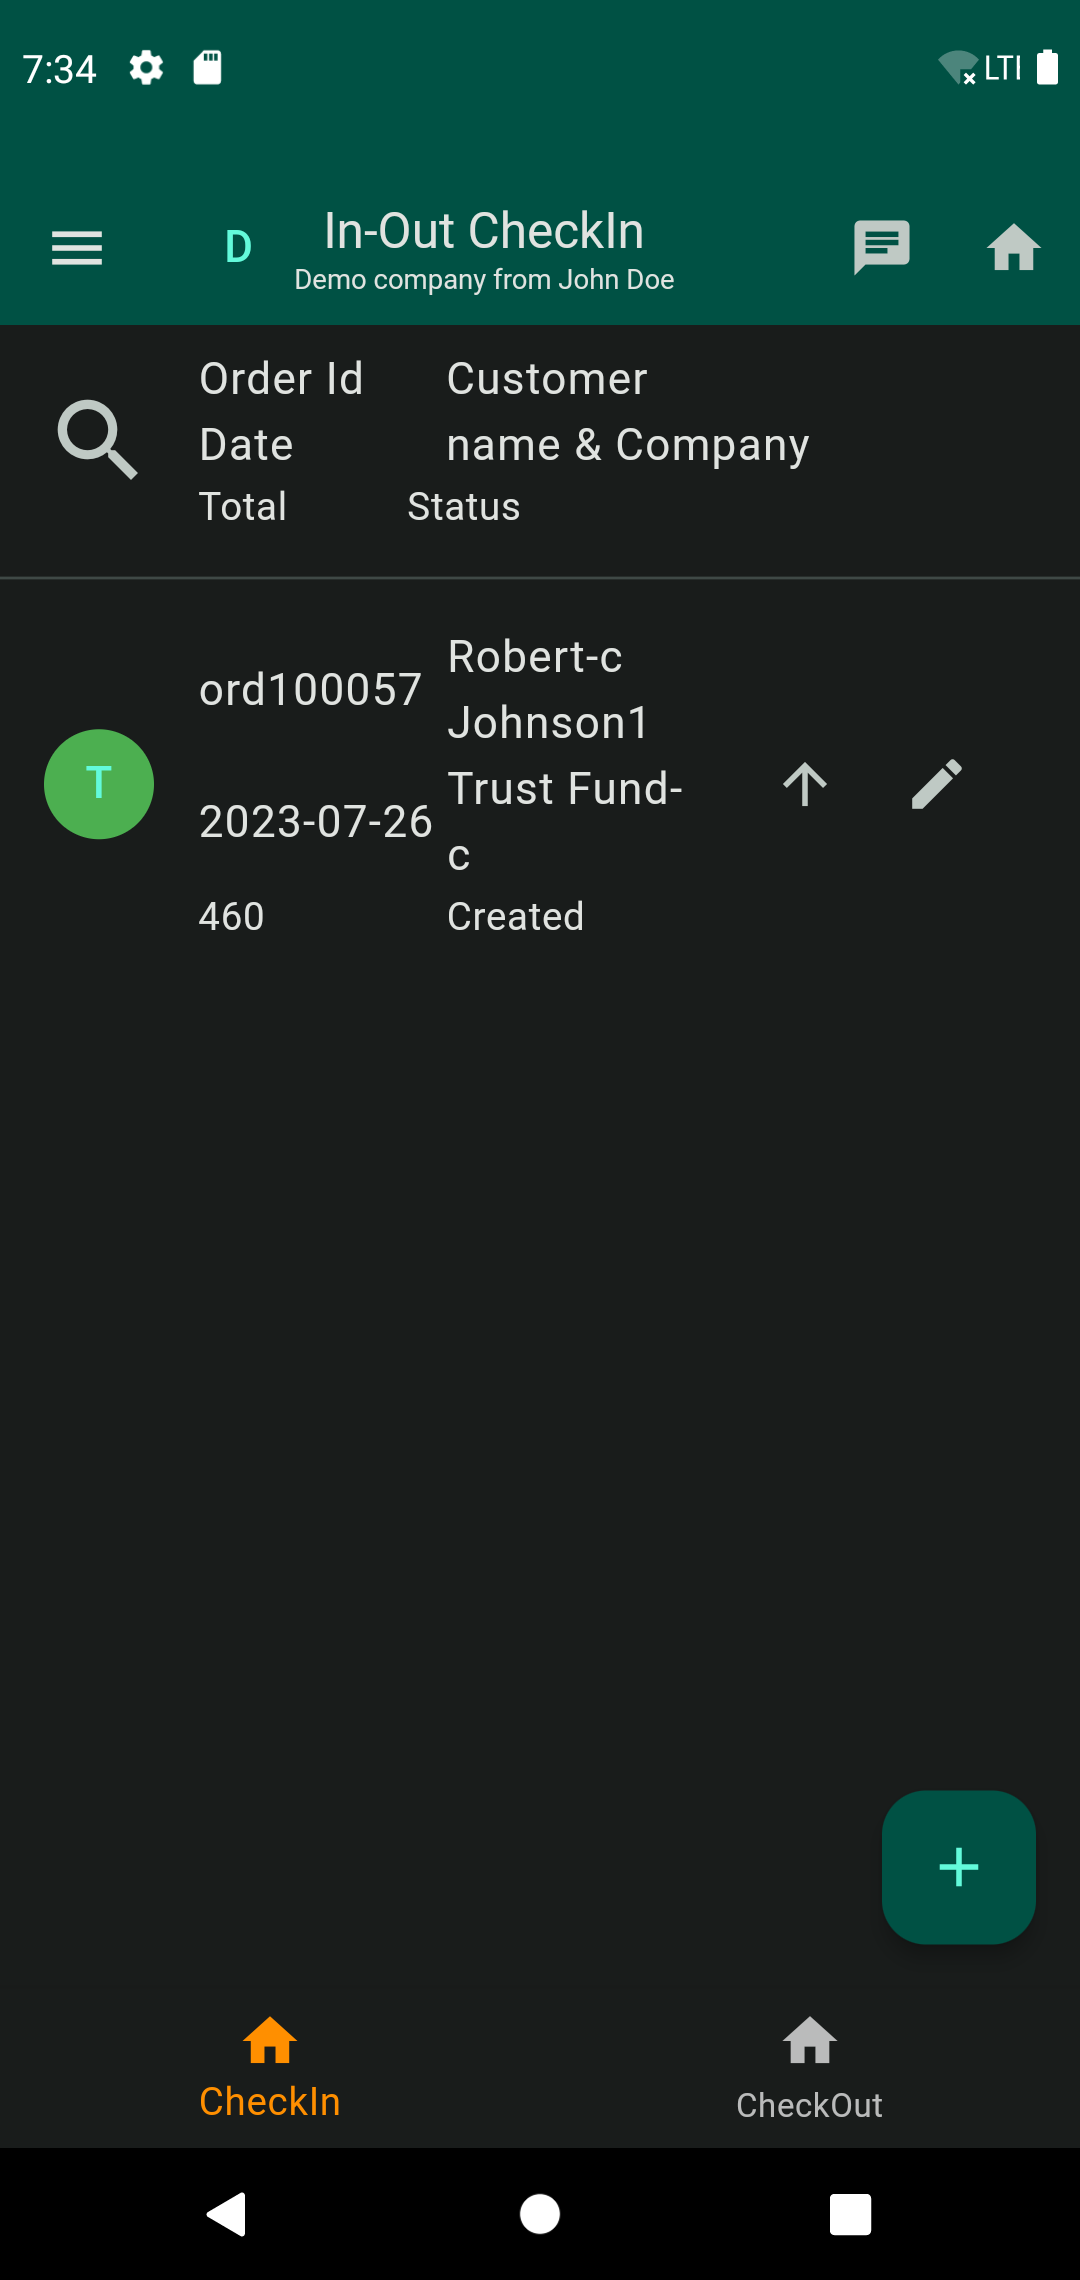 7:34
LTE
D
In-Out CheckIn
Demo company from John Doe
Order Id
Date
Customer
name & Company
Total
Status
T
ord100057
2023-07-26
Robert-c
Johnson1
Trust Fund-
c
460
Created
+
CheckIn
CheckOut